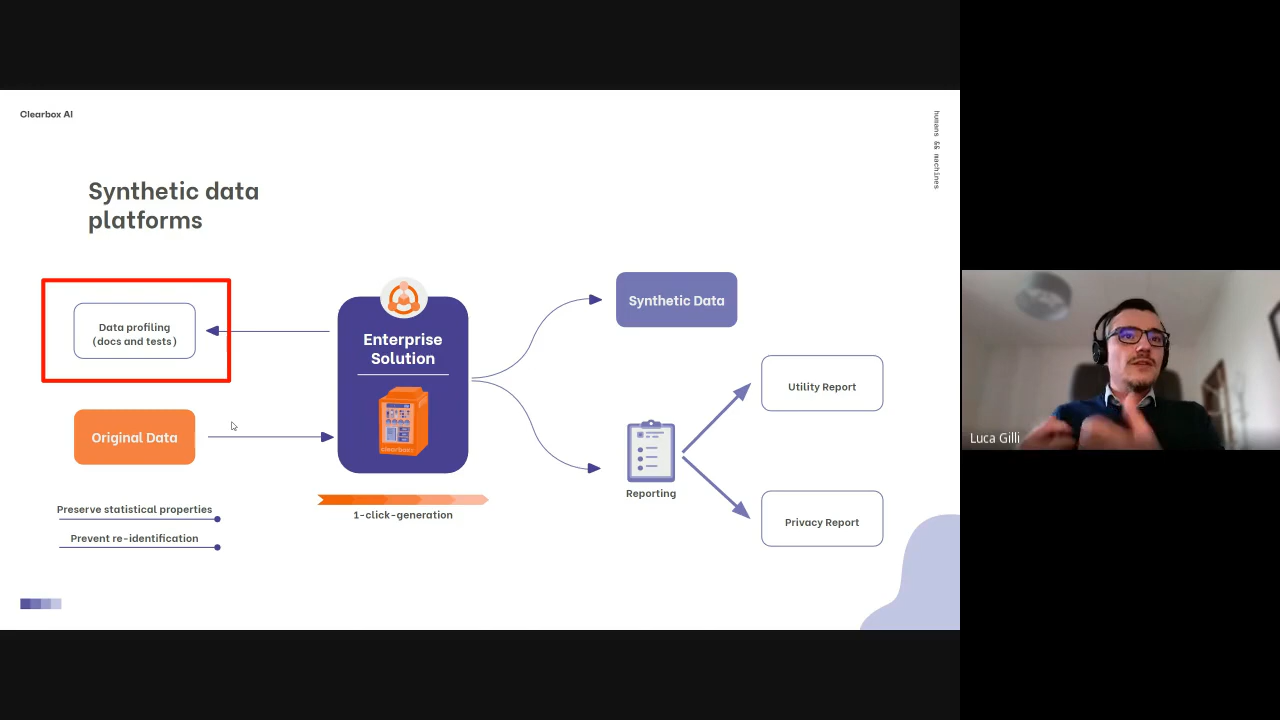 Clearbox AI
humans && machines
Synthetic data
platforms
Data profiling
(docs and tests)
Original Data
Preserve statistical properties
Prevent re-identification
Enterprise
Solution
clearbox
1-click-generation
Synthetic Data
Reporting
Utility Report
Privacy Report
Luca Gilli